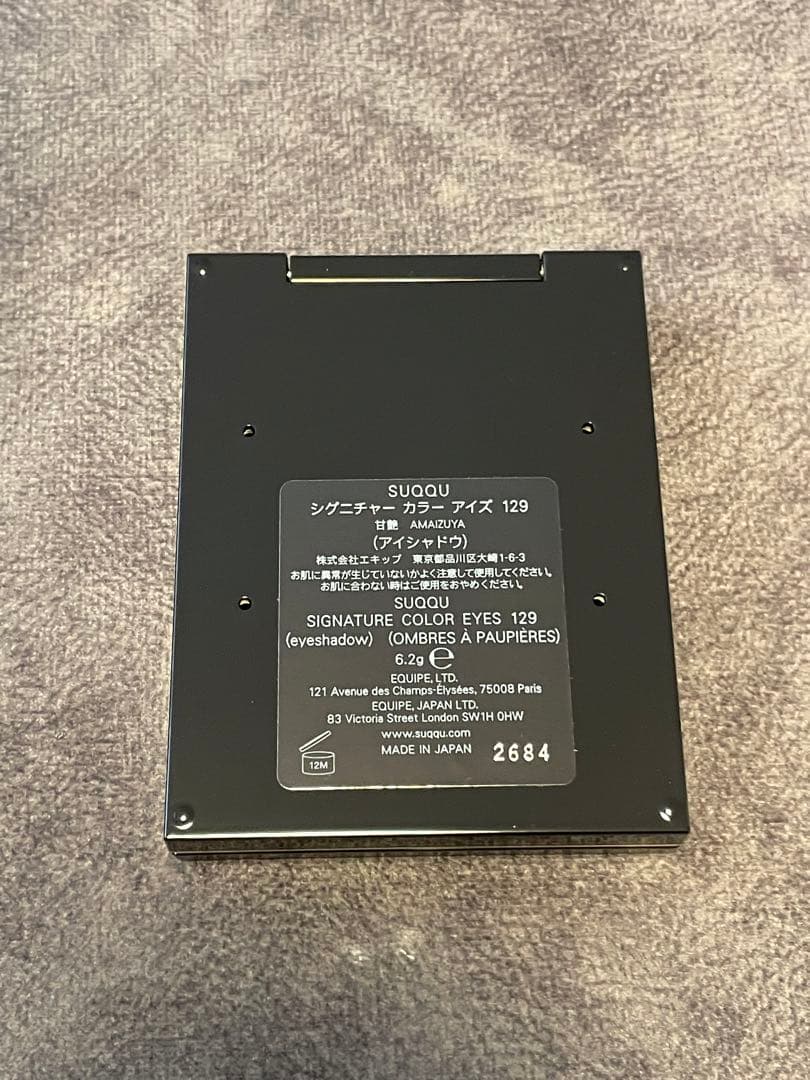 SUQQU
シグニチャー カラー アイズ 129
甘艶 AMAIZUYA
(アイシャドウ)
株式会社エキップ 東京都品川区大崎1-6-3
お肌に異常が生じていないかよく注意して使用してください。
お肌に合わない時はご使用をおやめください。
SUQQU
SIGNATURE COLOR EYES 129
(eyeshadow) (OMBRES À PAUPIÈRES)
6.2g ℮
EQUIPE, LTD.
121 Avenue des Champs-Élysées, 75008 Paris
EQUIPE, JAPAN LTD.
83 Victoria Street London SW1H 0HW
www.suqqu.com
MADE IN JAPAN 2684
12M